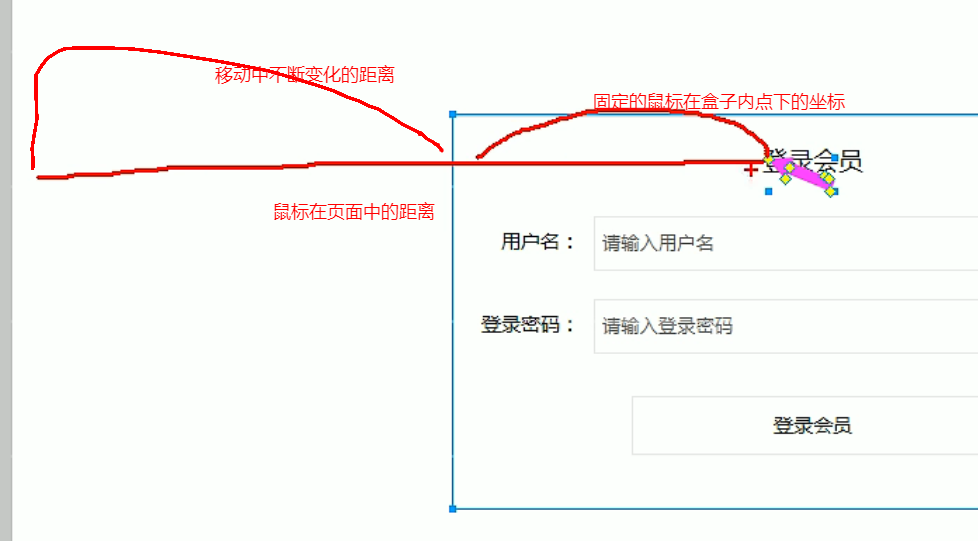 移动中不断变化的距离
固定的鼠标在盒子内点下的坐标
登录会员
鼠标在页面中的距离
用户名：
请输入用户名
登录密码：
请输入登录密码
登录会员